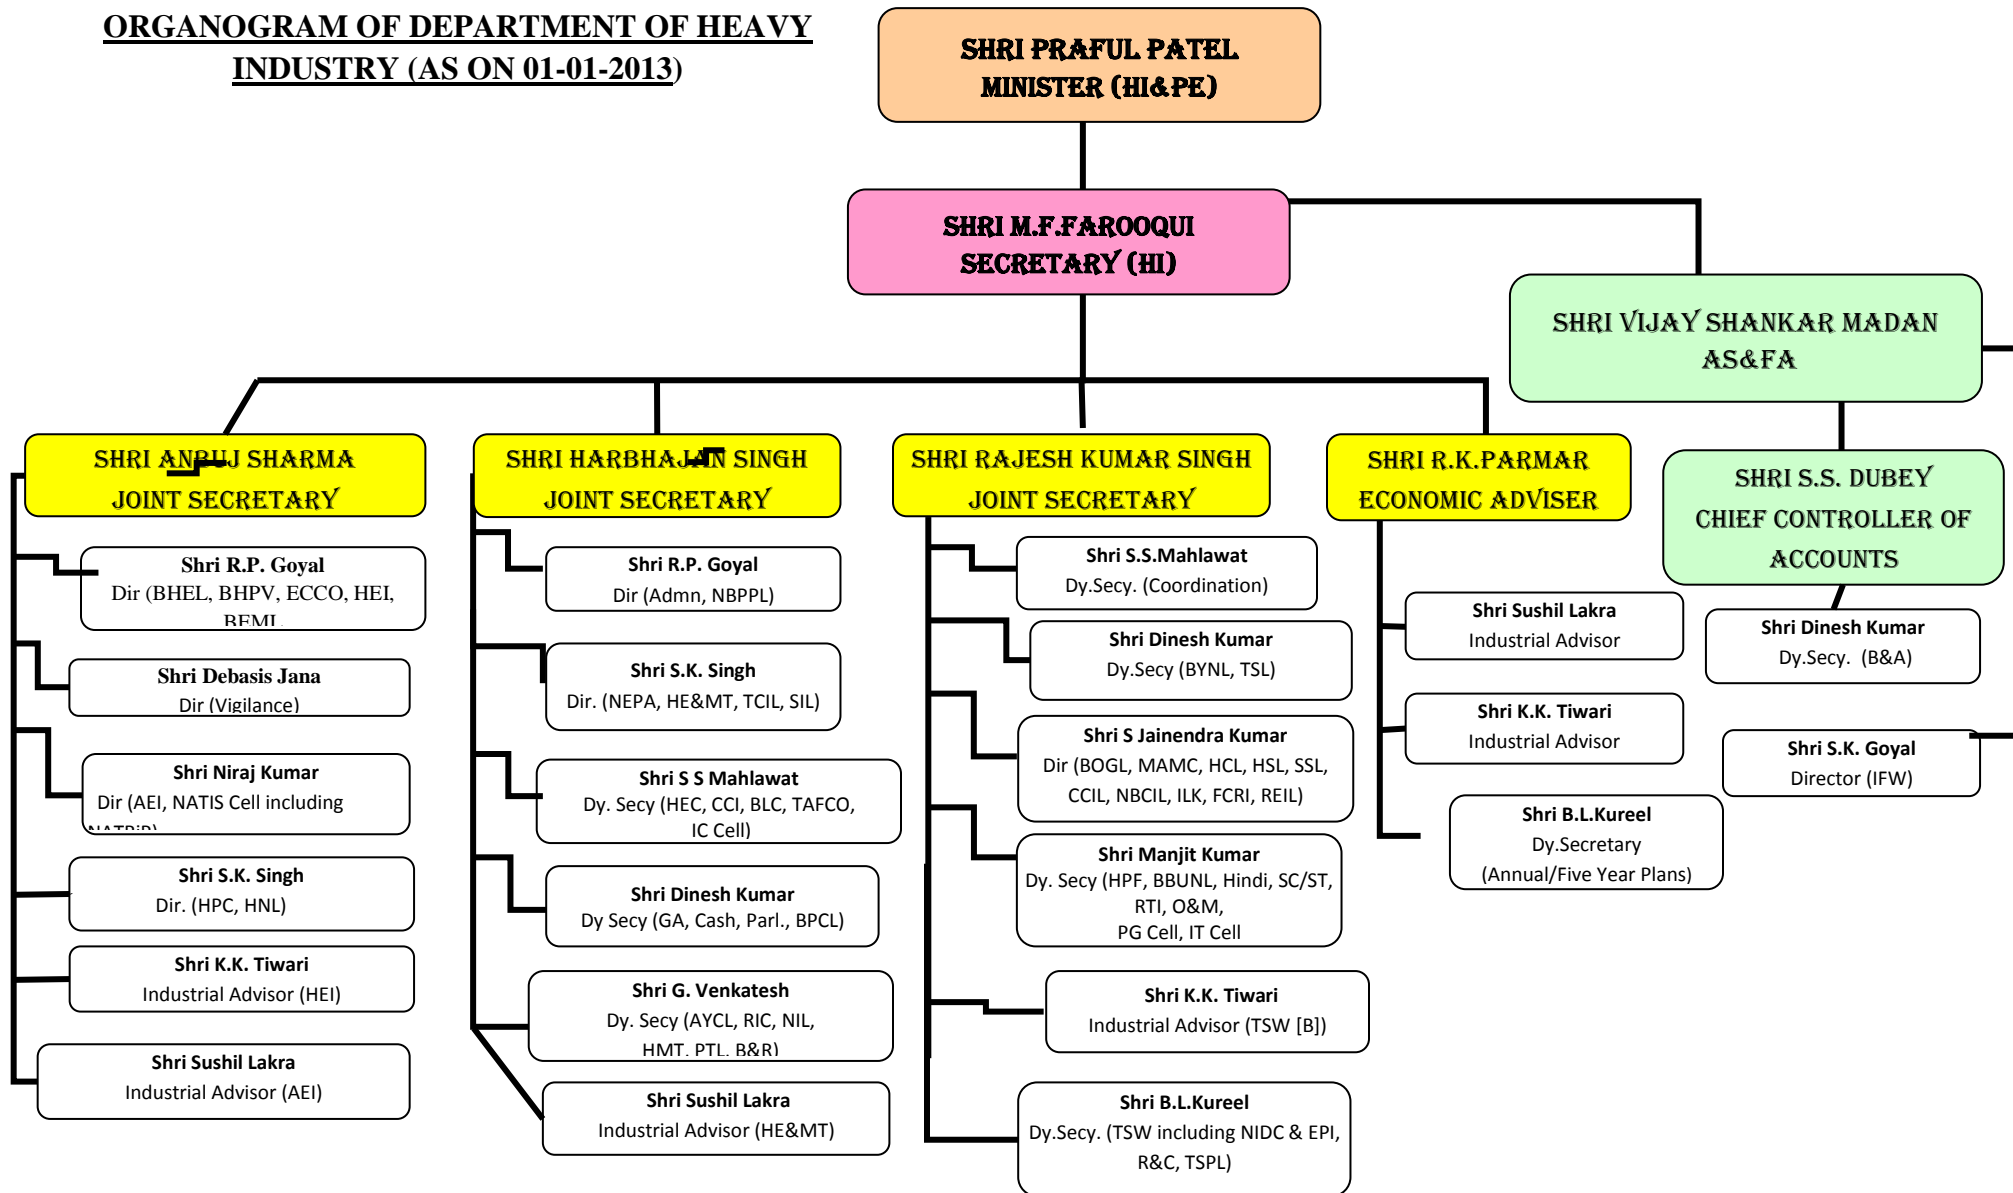 ORGANOGRAM OF DEPARTMENT OF HEAVY
INDUSTRY (AS ON 01-01-2013)
SHRI PRAFUL PATEL
MINISTER (HI&PE)
SHRI M.F.FAROOQUI
SECRETARY (HI)
SHRI VIJAY SHANKAR MADAN
AS&FA
SHRI ANBUJ SHARMA
JOINT SECRETARY
SHRI HARBHAJAN SINGH
JOINT SECRETARY
SHRI RAJESH KUMAR SINGH
JOINT SECRETARY
SHRI R.K.PARMAR
ECONOMIC ADVISER
SHRI S.S. DUBEY
CHIEF CONTROLLER OF
ACCOUNTS
Shri R.P. Goyal
Dir (BHEL, BHPV, ECCO, HEI,
BEML
Shri Debasis Jana
Dir (Vigilance)
Shri Niraj Kumar
Dir (AEI, NATIS Cell including
NATRiP)
Shri S.K. Singh
Dir. (HPC, HNL)
Shri K.K. Tiwari
Industrial Advisor (HEI)
Shri Sushil Lakra
Industrial Advisor (AEI)
Shri R.P. Goyal
Dir (Admn, NBPPL)
Shri S.K. Singh
Dir. (NEPA, HE&MT, TCIL, SIL)
Shri S S Mahlawat
Dy. Secy (HEC, CCI, BLC, TAFCO,
IC Cell)
Shri Dinesh Kumar
Dy Secy (GA, Cash, Parl., BPCL)
Shri G. Venkatesh
Dy. Secy (AYCL, RIC, NIL,
HMT, PTL, B&R)
Shri Sushil Lakra
Industrial Advisor (HE&MT)
Shri S.S.Mahlawat
Dy.Secy. (Coordination)
Shri Dinesh Kumar
Dy.Secy (BYNL, TSL)
Shri S Jainendra Kumar
Dir (BOGL, MAMC, HCL, HSL, SSL,
CCIL, NBCIL, ILK, FCRI, REIL)
Shri Manjit Kumar
Dy. Secy (HPF, BBUNL, Hindi, SC/ST,
RTI, O&M,
PG Cell, IT Cell
Shri K.K. Tiwari
Industrial Advisor (TSW [B])
Shri B.L.Kureel
Dy.Secy. (TSW including NIDC & EPI,
R&C, TSPL)
Shri Sushil Lakra
Industrial Advisor
Shri K.K. Tiwari
Industrial Advisor
Shri B.L.Kureel
Dy.Secretary
(Annual/Five Year Plans)
Shri Dinesh Kumar
Dy.Secy. (B&A)
Shri S.K. Goyal
Director (IFW)